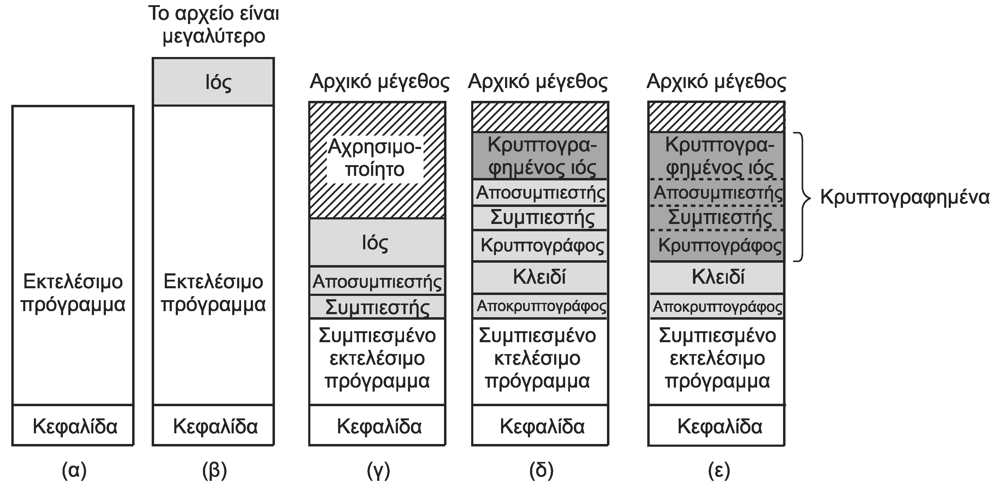 Το αρχείο είναι
μεγαλύτερο
Εκτελέσιμο
πρόγραμμα
Κεφαλίδα
(α)
Ιός
Εκτελέσιμο
πρόγραμμα
Κεφαλίδα
(β)
Αρχικό μέγεθος
Αχρησιμο-
ποίητο
Ιός
Αποσυμπιεστής
Συμπιεστής
Συμπιεσμένο
εκτελέσιμο
πρόγραμμα
Κεφαλίδα
(γ)
Αρχικό μέγεθος
Κρυπτογρα-
φημένος ιός
Αποσυμπιεστής
Συμπιεστής
Κρυπτογράφος
Κλειδί
Αποκρυπτογράφος
Συμπιεσμένο
κτελέσιμο
πρόγραμμα
Κεφαλίδα
(δ)
Αρχικό μέγεθος
Κρυπτογρα-
φημένος ιός
Αποσυμπιεστής
Συμπιεστής
Κρυπτογράφος
Κλειδί
Αποκρυπτογράφος
Συμπιεσμένο
εκτελέσιμο
πρόγραμμα
Κεφαλίδα
(ε)
Κρυπτογραφημένα